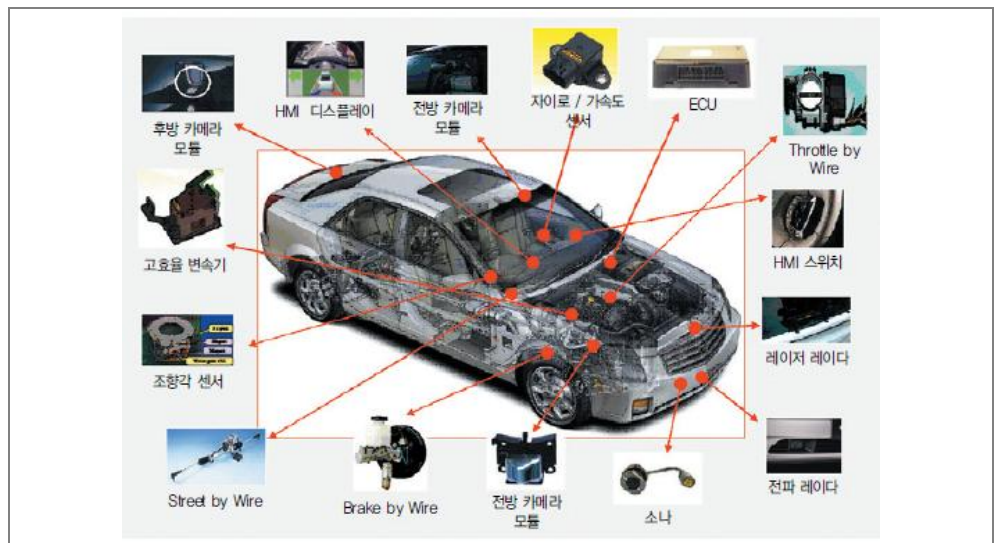 후방 카메라
모듈
HMI 디스플레이
전방 카메라
모듈
자이로 / 가속도
센서
ECU
Throttle by
Wire
고효율 변속기
HMI 스위치
조향각 센서
레이저 레이다
Street by Wire
Brake by Wire
전방 카메라
모듈
소나
전파 레이다